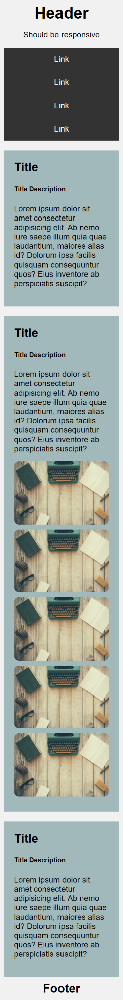 Header
Should be responsive
Link
Link
Link
Link
Title
Title Description
Lorem ipsum dolor sit
amet consectetur
adipisicing elit. Ab nemo
iure saepe illum quia quae
laudantium, maiores alias
id? Dolorum ipsa facilis
quisquam consequuntur
quos? Eius inventore ab
perspiciatis suscipit?
Title
Title Description
Lorem ipsum dolor sit
amet consectetur
adipisicing elit. Ab nemo
iure saepe illum quia quae
laudantium, maiores alias
id? Dolorum ipsa facilis
quisquam consequuntur
quos? Eius inventore ab
perspiciatis suscipit?
Title
Title Description
Lorem ipsum dolor sit
amet consectetur
adipisicing elit. Ab nemo
iure saepe illum quia quae
laudantium, maiores alias
id? Dolorum ipsa facilis
quisquam consequuntur
quos? Eius inventore ab
perspiciatis suscipit?
Footer